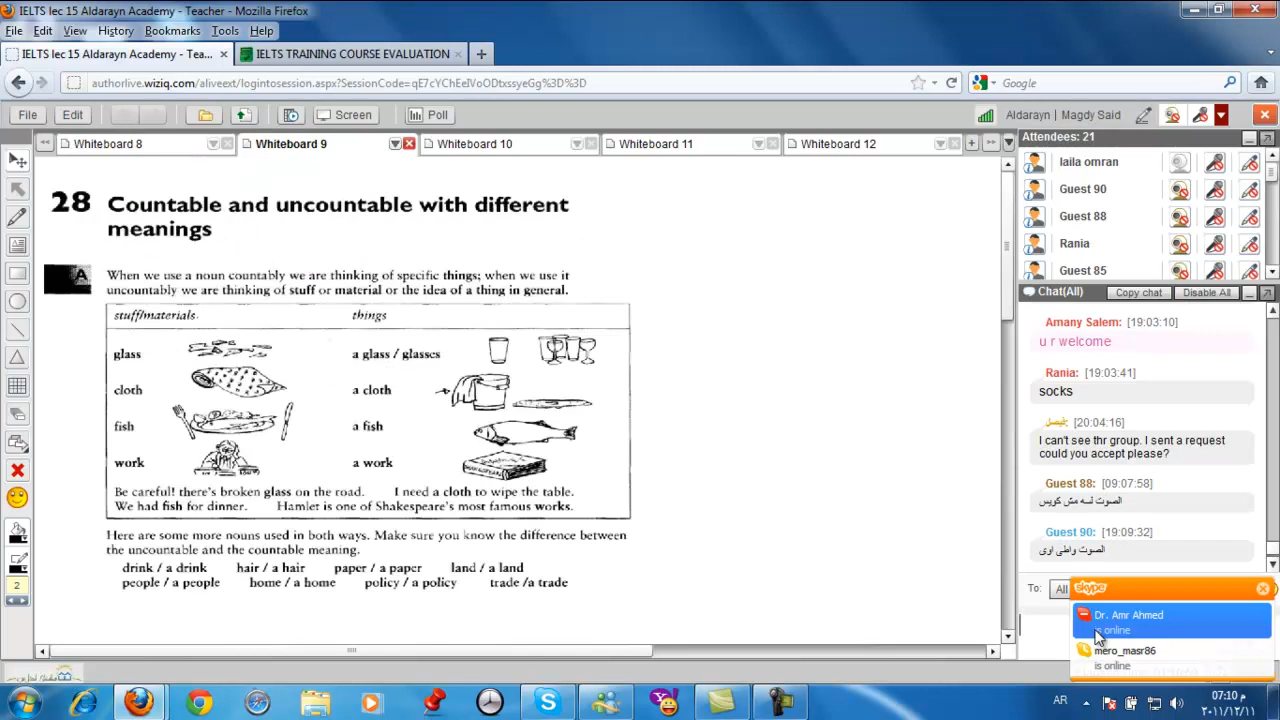 IELTS lec 15 Aldarayn Academy - Teacher - Mozilla Firefox
File Edit View History Bookmarks Tools Help
IELTS lec 15 Aldarayn Academy - Tea...
IELTS TRAINING COURSE EVALUATION
authorlive.wiziq.com/aliveext/logintosession.aspx?SessionCode=qE7cYChEeIVoODtxssyeGg%3D%3D
Google
File Edit Screen Poll
Aldarayn | Magdy Said
Whiteboard 8 Whiteboard 9 Whiteboard 10 Whiteboard 11 Whiteboard 12
28 Countable and uncountable with different
meanings
A When we use a noun countably we are thinking of specific things; when we use it
uncountably we are thinking of stuff or material or the idea of a thing in general.
stuff/materials things
glass a glass / glasses
cloth a cloth
fish a fish
work a work
Be careful! there's broken glass on the road. I need a cloth to wipe the table.
We had fish for dinner. Hamlet is one of Shakespeare's most famous works.
Here are some more nouns used in both ways. Make sure you know the difference between
the uncountable and the countable meaning.
drink / a drink hair / a hair paper / a paper land / a land
people / a people home / a home policy / a policy trade /a trade
Attendees: 21
laila omran
Guest 90
Guest 88
Rania
Guest 85
Chat(All) Copy chat Disable All
Amany Salem: [19:03:10]
u r welcome
Rania: [19:03:41]
socks
فيصل: [20:04:16]
I can't see thr group. I sent a request
could you accept please?
Guest 88: [09:07:58]
الصوت لسه مش كويس
Guest 90: [19:09:32]
الصوت واطى اوى
To: All
skype
Dr. Amr Ahmed
is online
mero_masr86
is online
2
AR
07:10 م
٢٠١١/١٢/١١